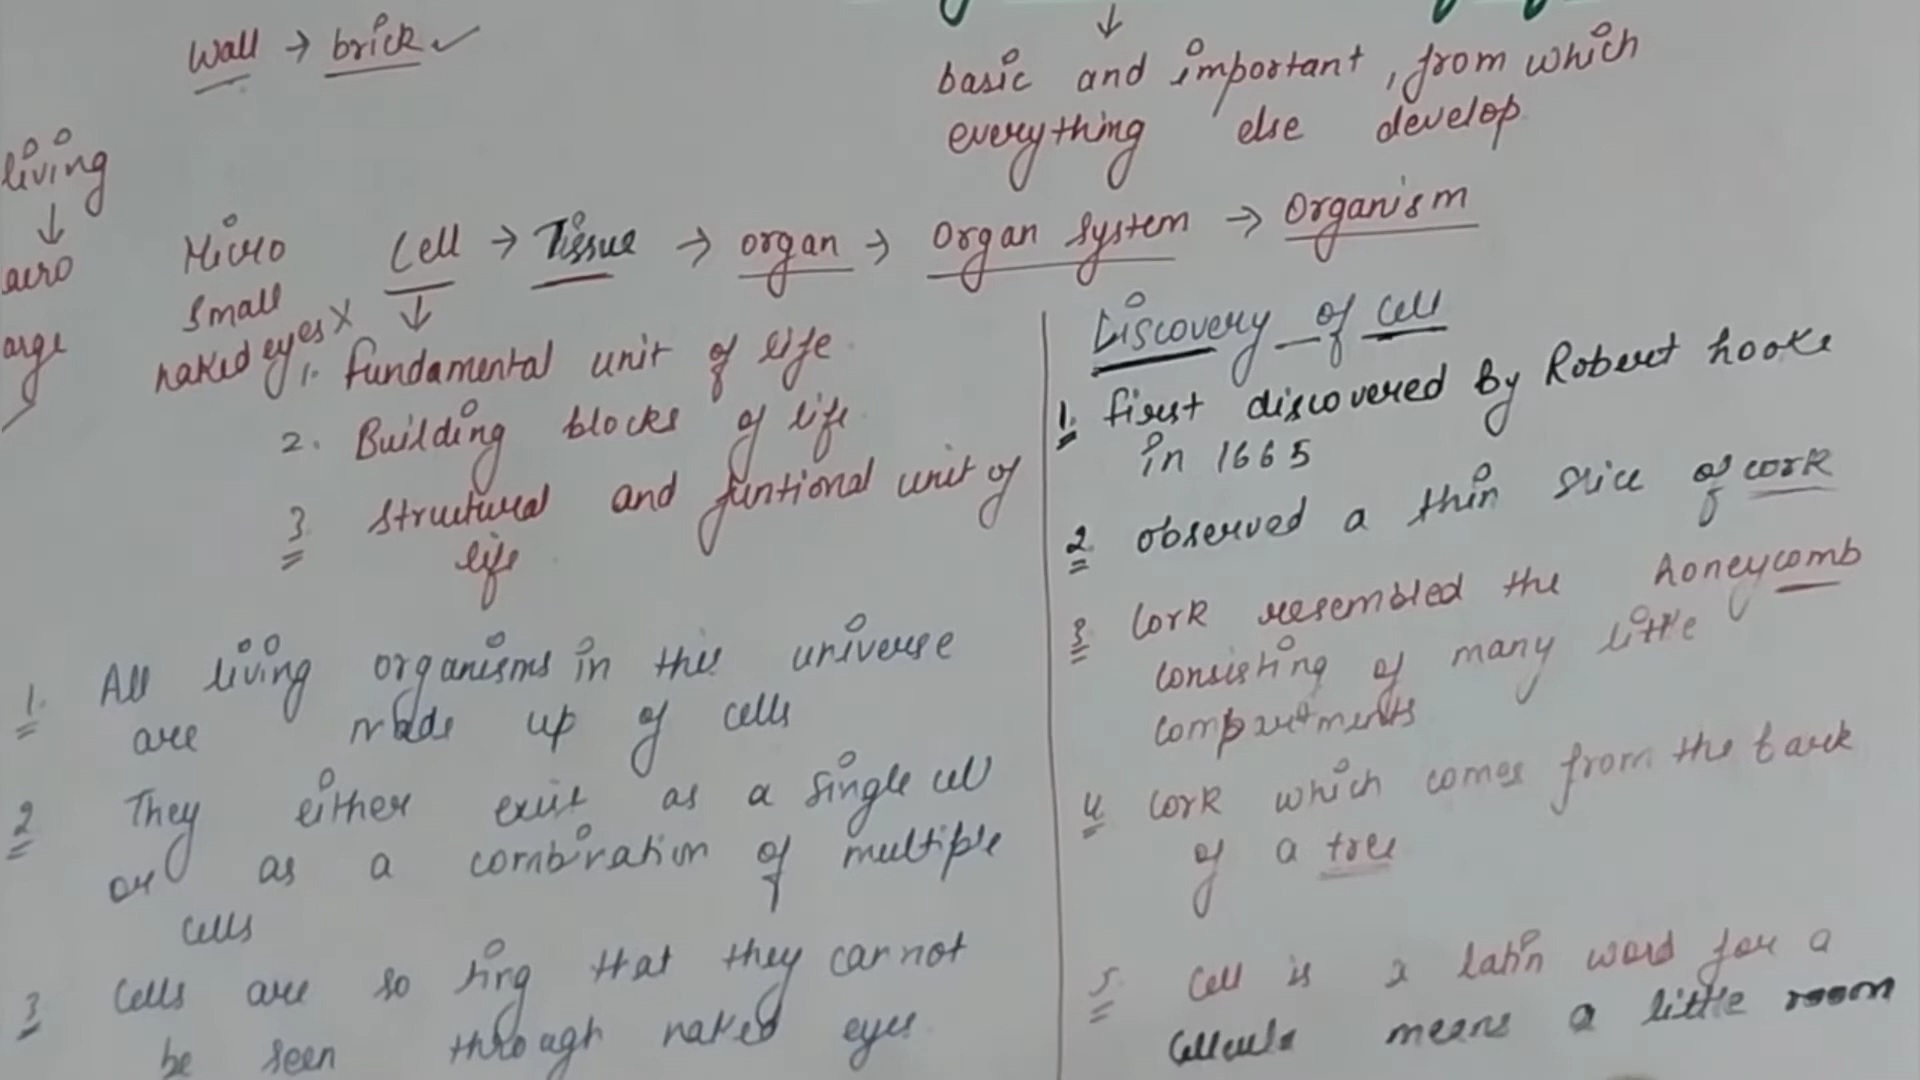 wall → brick ✓
↓
basic and important, from which
everything else develop
living
↓
Micro Cell → Tissue → organ → Organ System → Organism
small ↓
naked eyes x
1. fundamental unit of life
2. Building blocks of life
3. structural and funtional unit of
life
1. All living organisms in this universe
are made up of cells
2 They either exist as a single cell
or as a combination of multiple
cells
3 Cells are so tiny that they cannot
be seen through naked eyes.
Discovery of cell
1. first discovered by Robert hooke
in 1665
2. observed a thin slice of cork
3. Cork resembled the honeycomb
consisting of many little
compartments
4 Cork which comes from the bark
of a tree
5. Cell is a latin word for a
means a little room